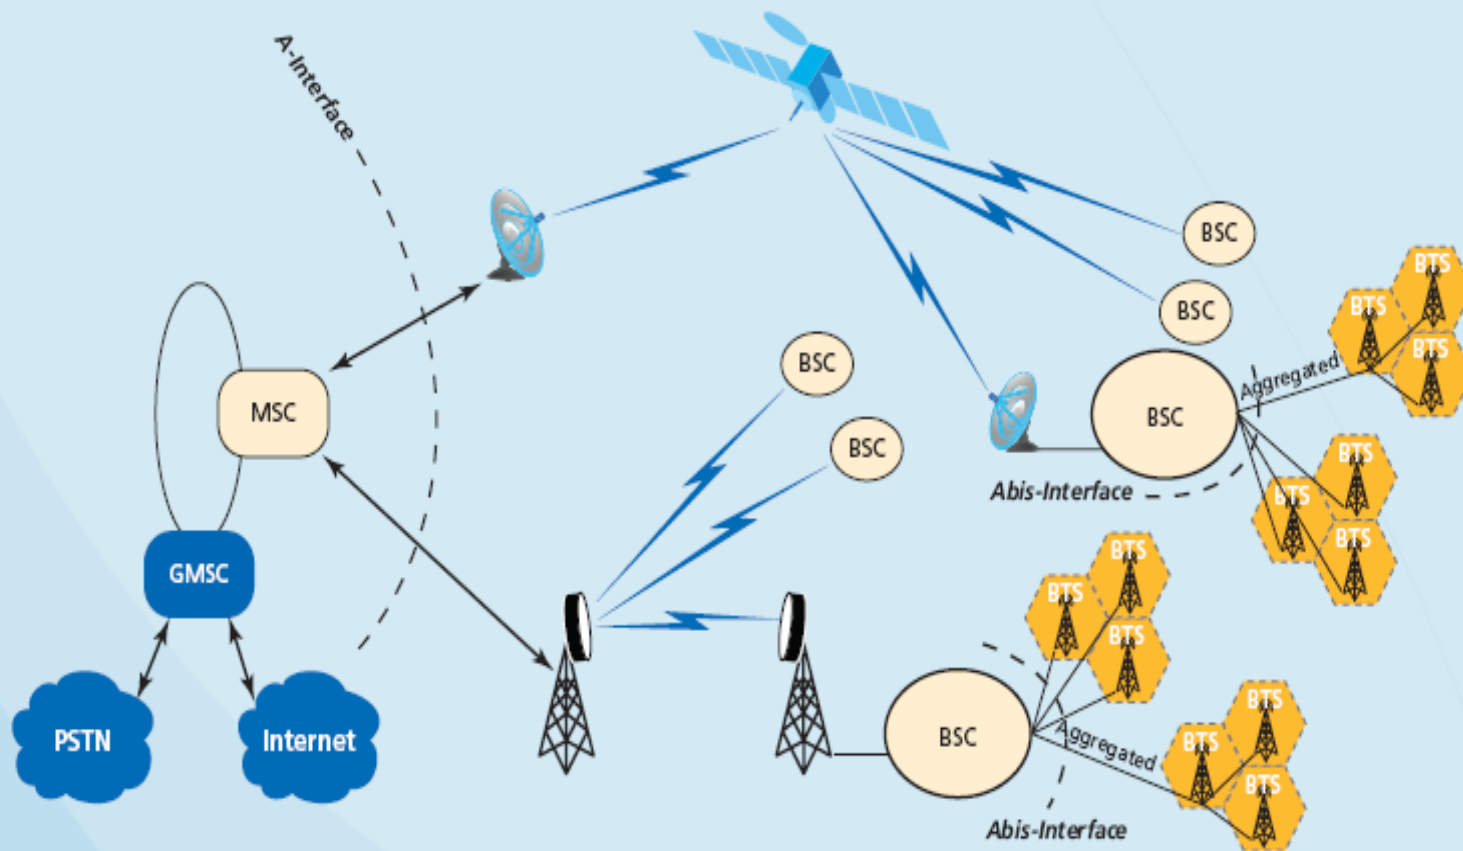 A-Interface
BSC
BSC
BTS
BTS
BTS
Aggregated
BSC
BSC
BSC
MSC
BSC
Abis-Interface
BTS
BTS
BTS
GMSC
BTS
BTS
BTS
PSTN
Internet
BSC
Aggregated
BTS
BTS
BTS
Abis-Interface